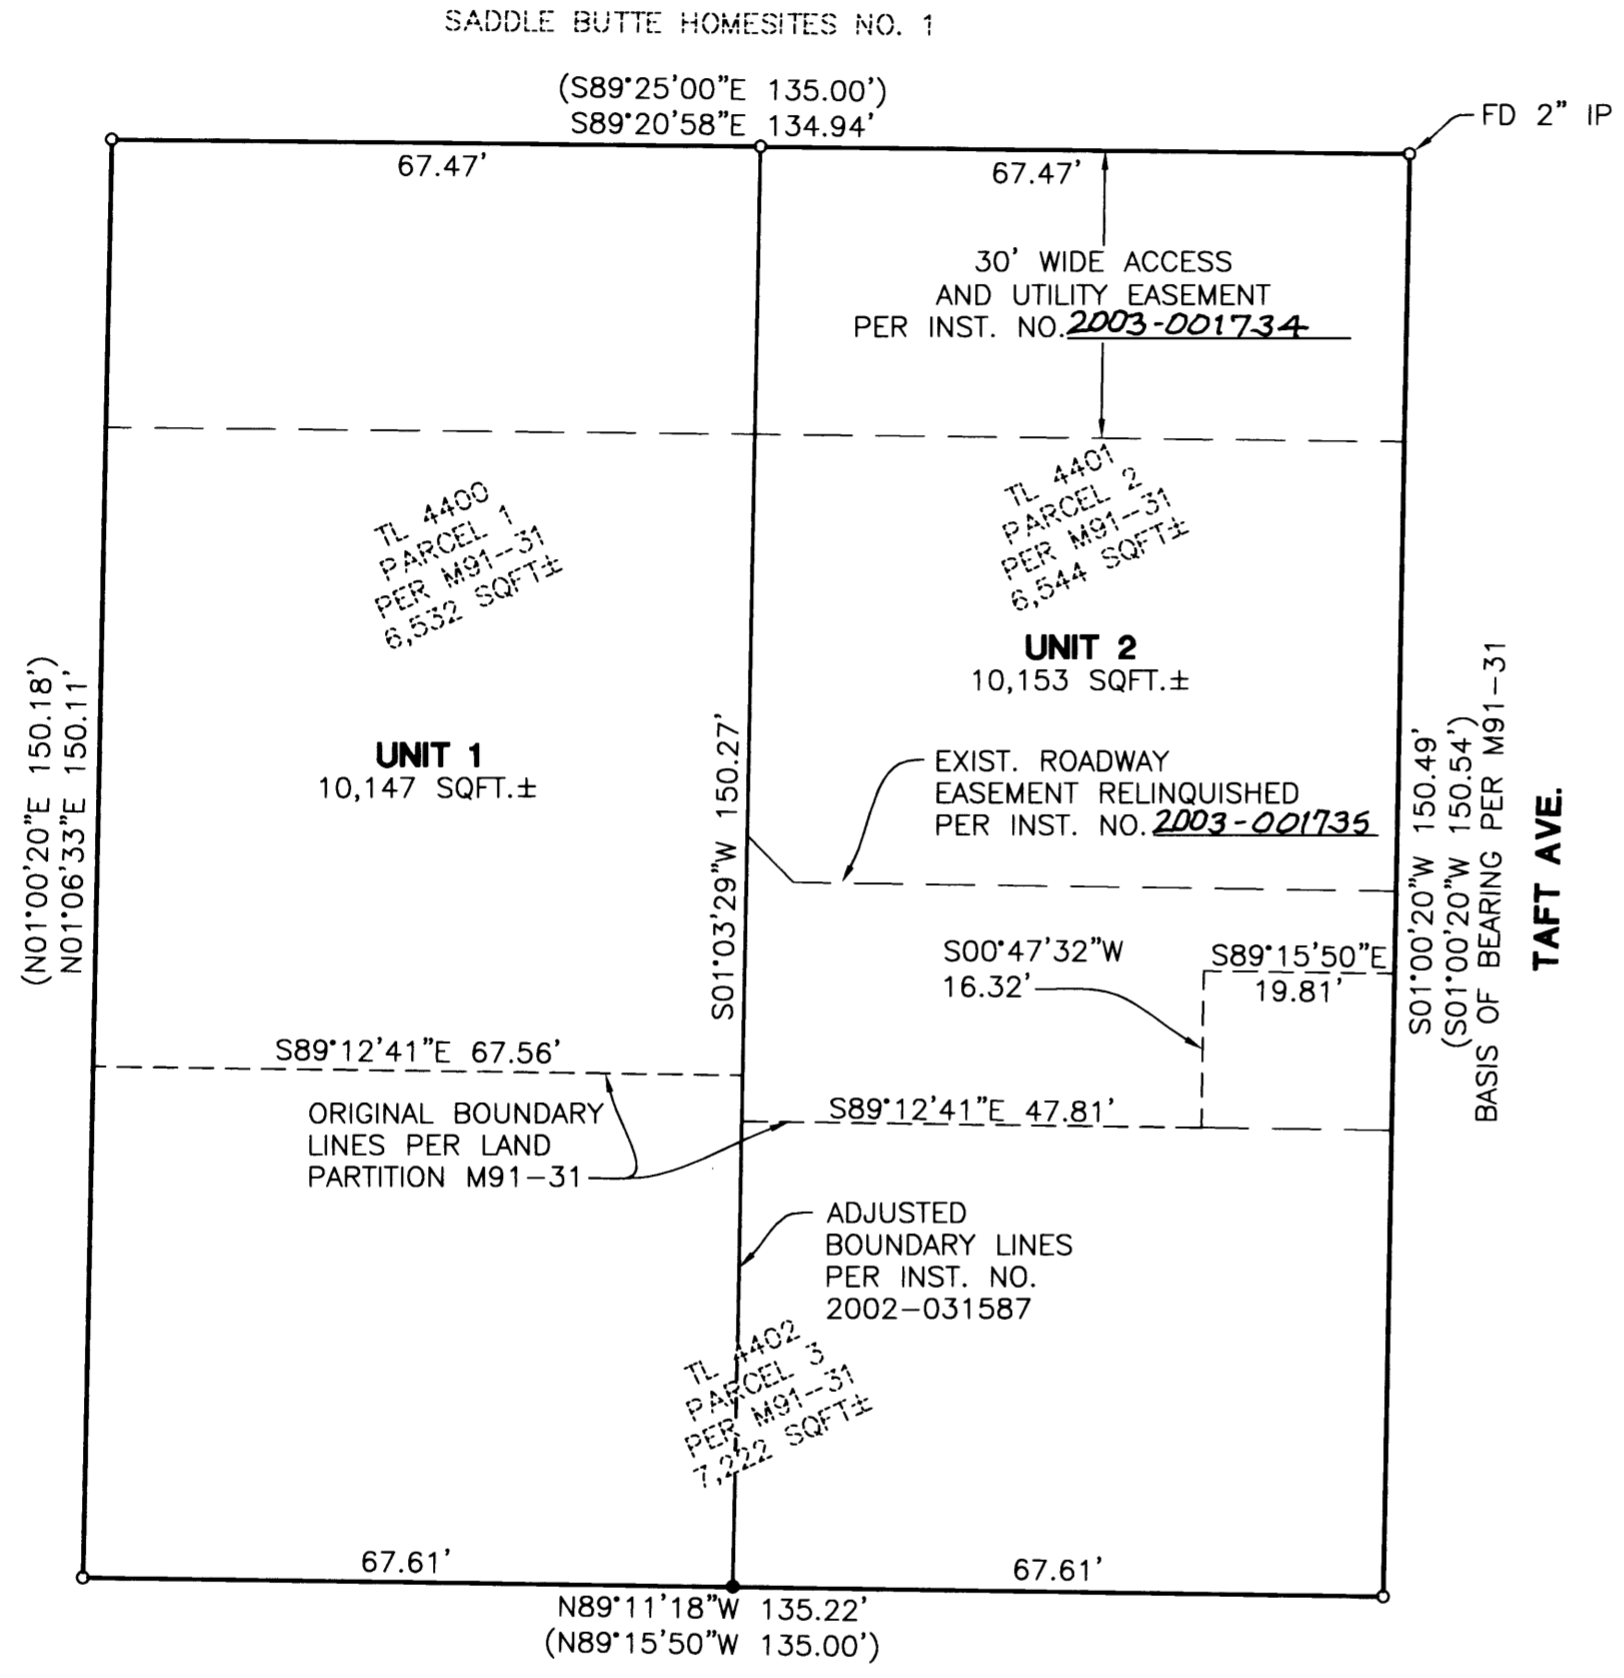 SADDLE BUTTE HOMESITES NO. 1
(S89°25'00"E 135.00')
S89°20'58"E 134.94'
FD 2" IP
67.47'
67.47'
30' WIDE ACCESS
AND UTILITY EASEMENT
PER INST. NO. 2003-001734
TL 4400
PARCEL 1
PER M91-31
6,532 SQFT±
TL 4401
PARCEL 2
PER M91-31
6,544 SQFT±
UNIT 2
10,153 SQFT.±
UNIT 1
10,147 SQFT.±
(N01°00'20"E 150.18')
N01°06'33"E 150.11'
S01°03'29"W 150.27'
EXIST. ROADWAY
EASEMENT RELINQUISHED
PER INST. NO. 2003-001735
S01°00'20"W 150.49'
(S01°00'20"W 150.54')
BASIS OF BEARING PER M91-31
TAFT AVE.
S00°47'32"W
16.32'
S89°15'50"E
19.81'
S89°12'41"E 67.56'
S89°12'41"E 47.81'
ORIGINAL BOUNDARY
LINES PER LAND
PARTITION M91-31
ADJUSTED
BOUNDARY LINES
PER INST. NO.
2002-031587
TL 4402
PARCEL 3
PER M91-31
7,222 SQFT±
67.61'
67.61'
N89°11'18"W 135.22'
(N89°15'50"W 135.00')